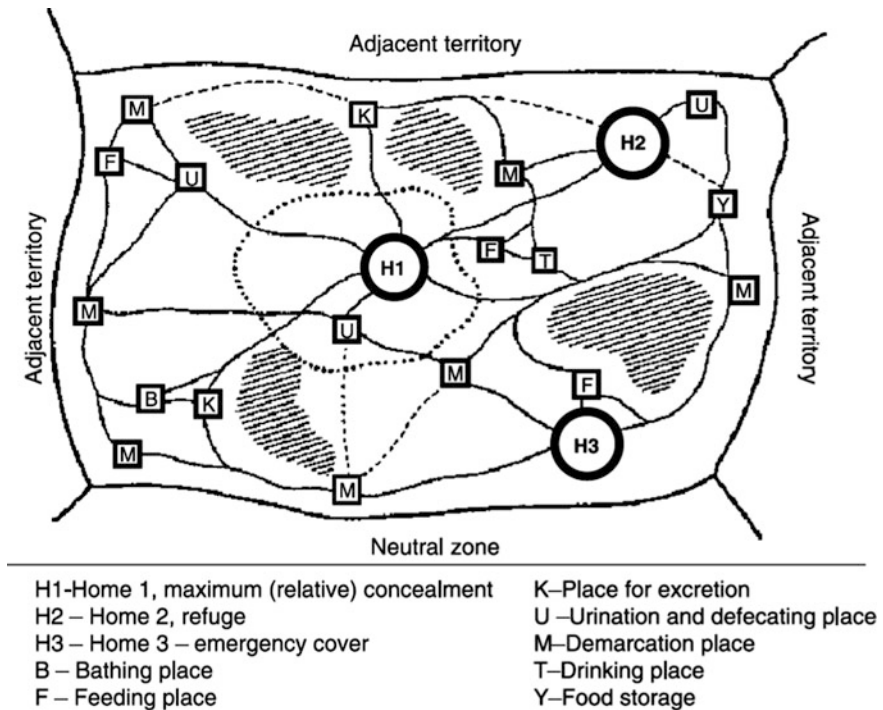 Adjacent territory
M
K
U
H2
F
U
M
Y
Adjacent territory
F
H1
T
Adjacent territory
M
M
U
M
F
B
K
M
H3
M
Neutral zone
H1-Home 1, maximum (relative) concealment
H2 – Home 2, refuge
H3 – Home 3 – emergency cover
B – Bathing place
F – Feeding place
K–Place for excretion
U –Urination and defecating place
M–Demarcation place
T–Drinking place
Y–Food storage